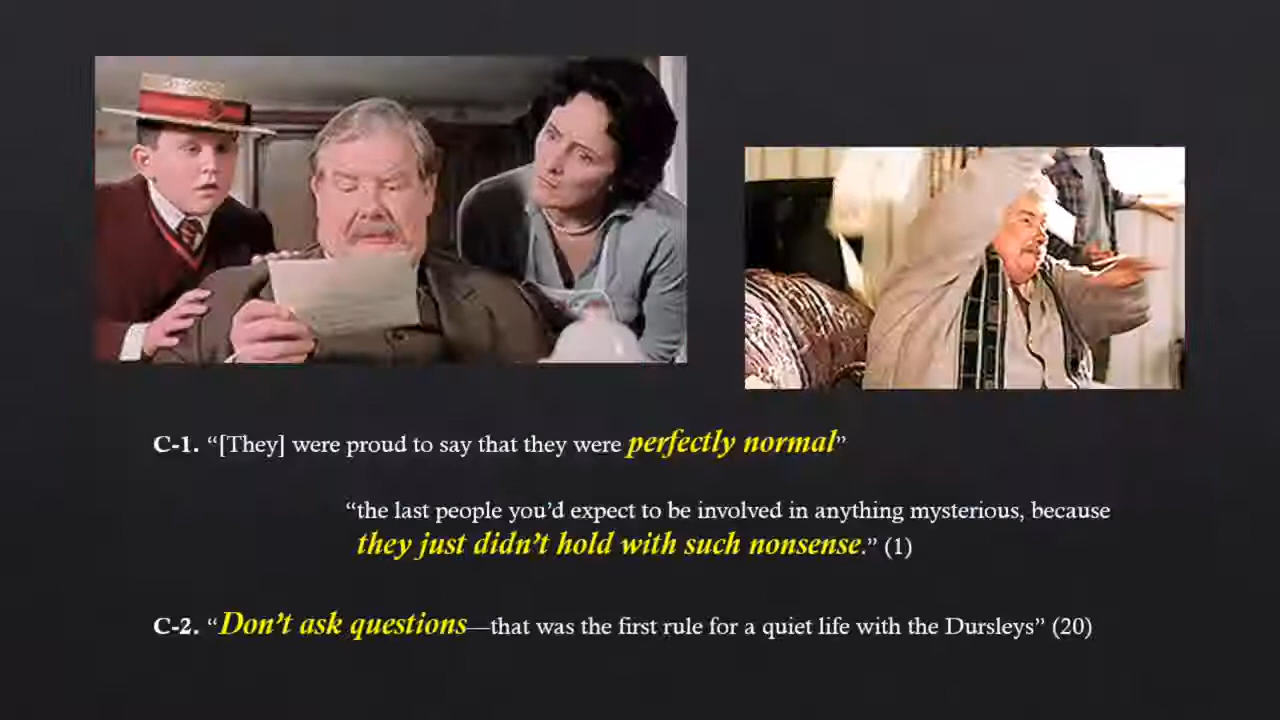 C-1. “[They] were proud to say that they were perfectly normal”
“the last people you’d expect to be involved in anything mysterious, because
they just didn’t hold with such nonsense.” (1)
C-2. “Don’t ask questions—that was the first rule for a quiet life with the Dursleys” (20)